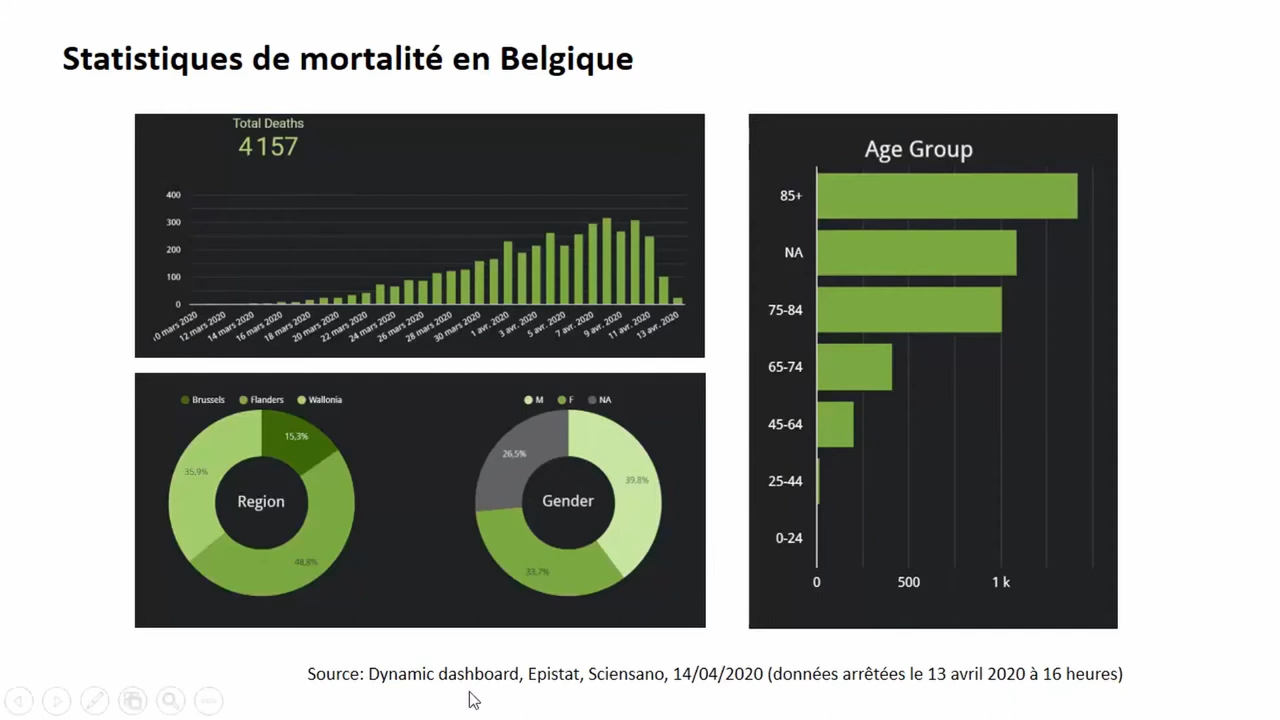 Statistiques de mortalité en Belgique
Total Deaths
4157
400
300
200
100
0
10 mars 2020
12 mars 2020
14 mars 2020
16 mars 2020
18 mars 2020
20 mars 2020
22 mars 2020
24 mars 2020
26 mars 2020
28 mars 2020
30 mars 2020
1 avr. 2020
3 avr. 2020
5 avr. 2020
7 avr. 2020
9 avr. 2020
11 avr. 2020
13 avr. 2020
Brussels Flanders Wallonia
15,3%
35,9%
Region
48,8%
M F NA
26,5%
39,8%
Gender
33,7%
Age Group
85+
NA
75-84
65-74
45-64
25-44
0-24
0 500 1 k
Source: Dynamic dashboard, Epistat, Sciensano, 14/04/2020 (données arrêtées le 13 avril 2020 à 16 heures)